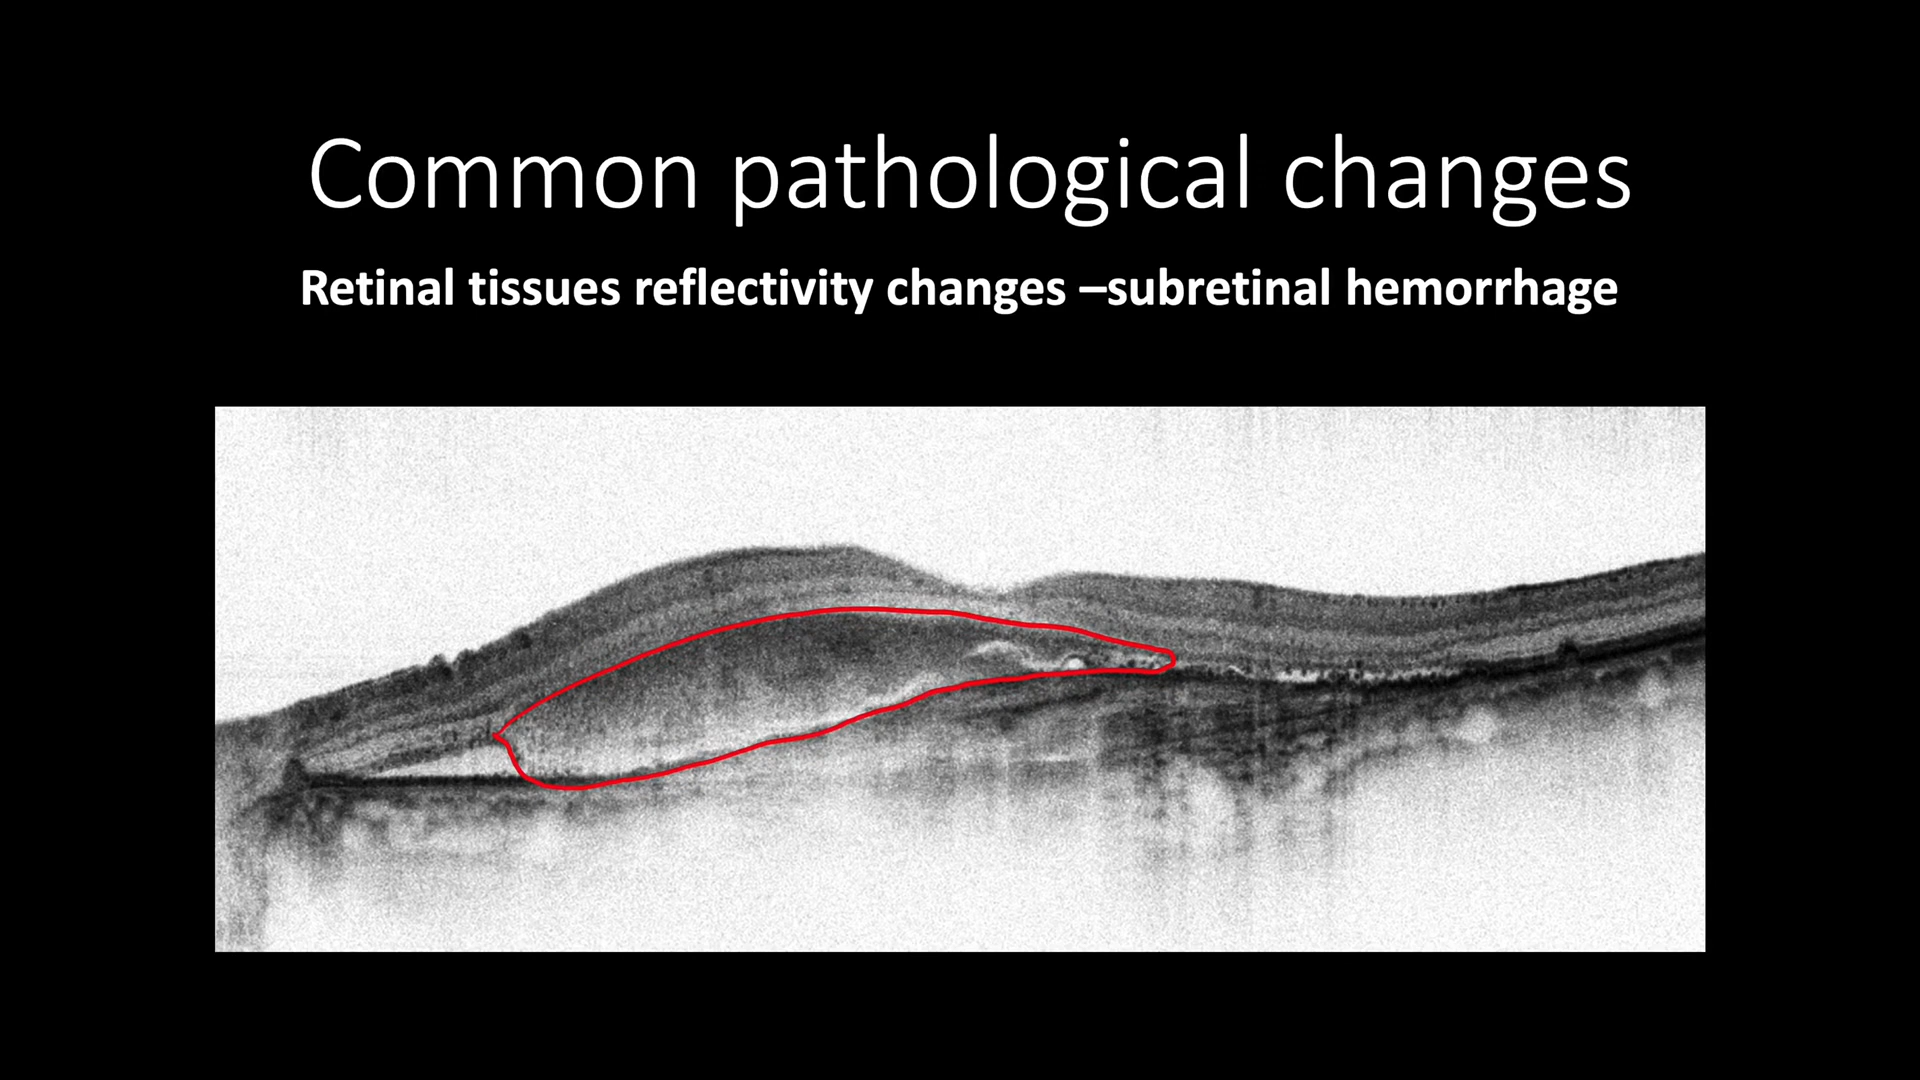 Common pathological changes
Retinal tissues reflectivity changes –subretinal hemorrhage